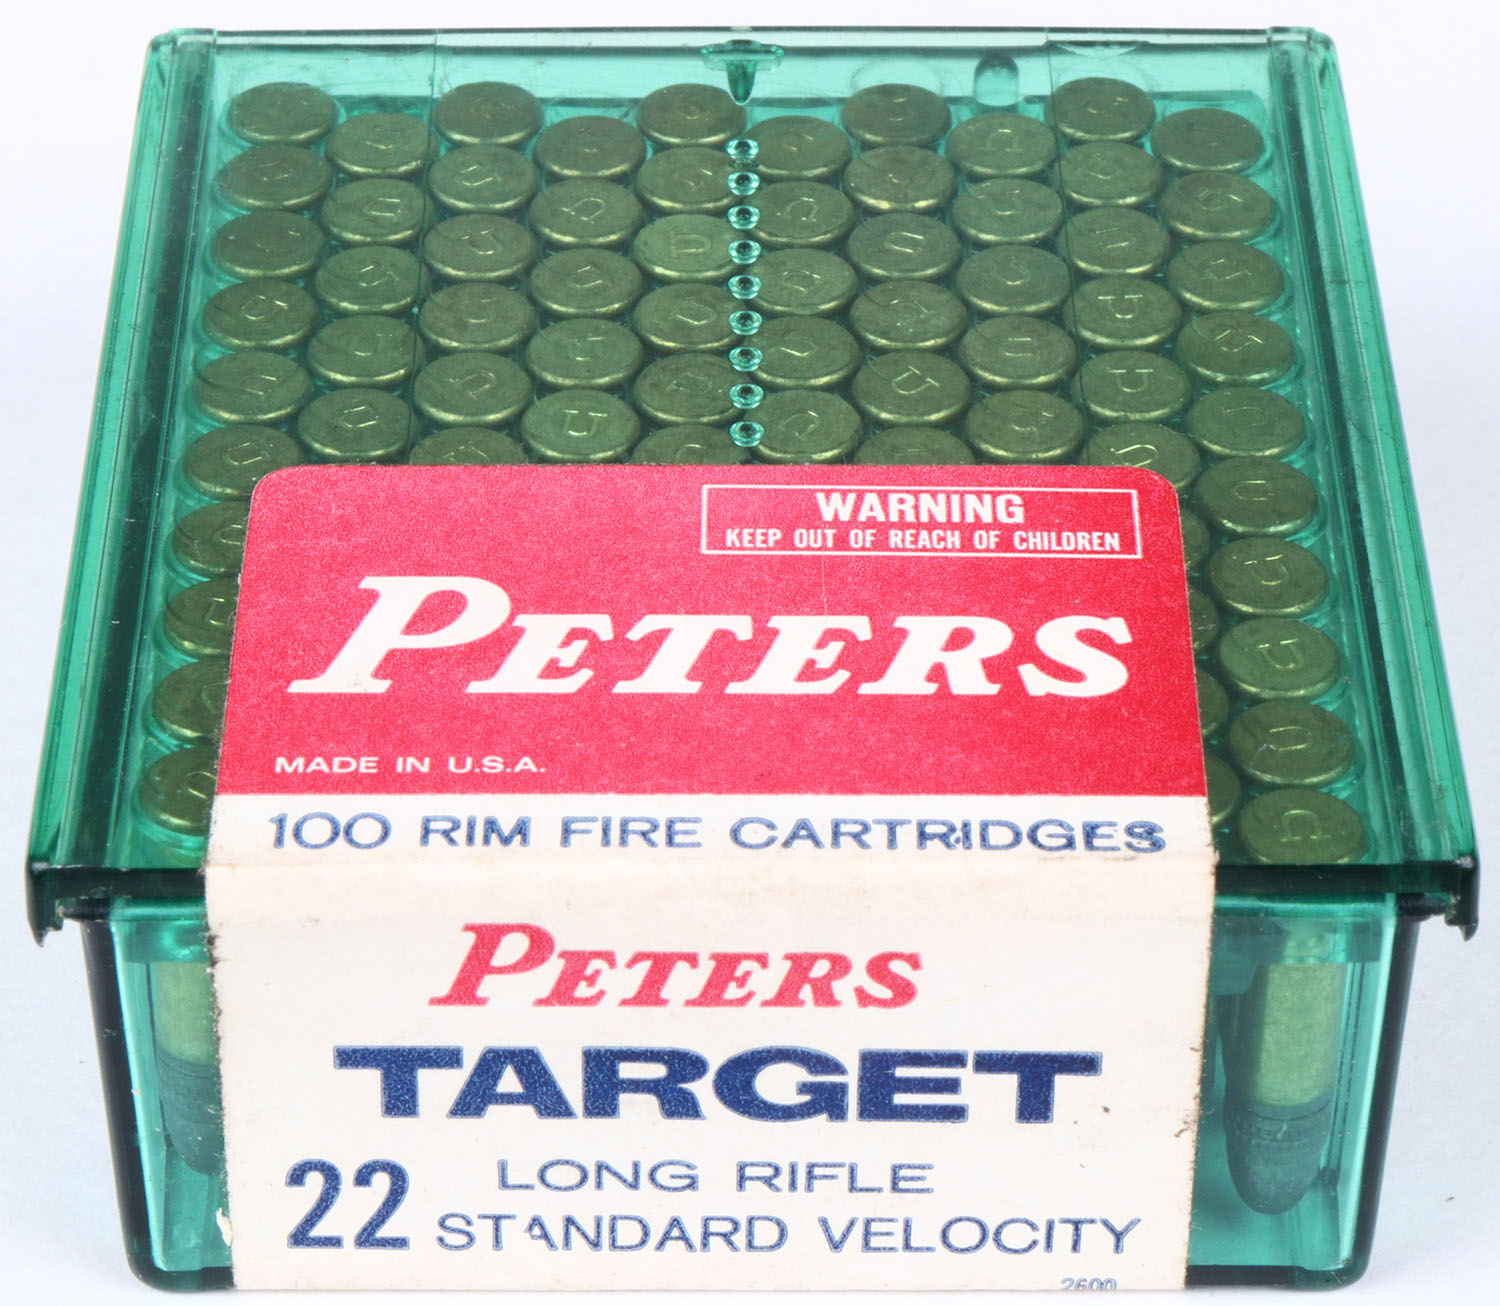 WARNING
KEEP OUT OF REACH OF CHILDREN
PETERS
MADE IN U.S.A.
100 RIM FIRE CARTRIDGES
PETERS
TARGET
22 LONG RIFLE
STANDARD VELOCITY
2600